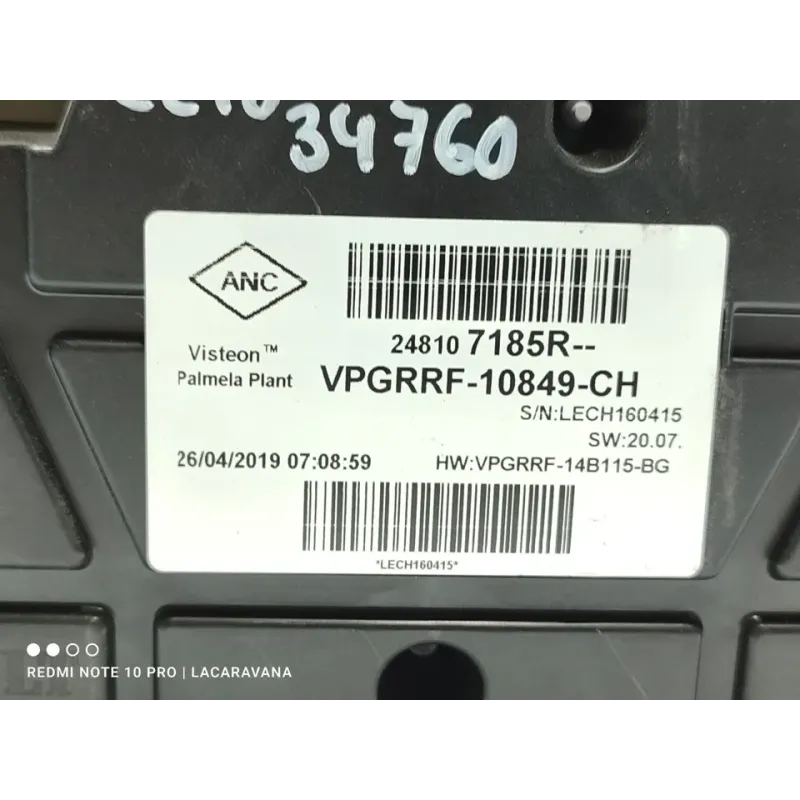 34760
ANC
Visteon™
Palmela Plant
24810 7185R--
VPGRRF-10849-CH
S/N:LECH160415
SW:20.07.
26/04/2019 07:08:59
HW:VPGRRF-14B115-BG
*LECH160415*
REDMI NOTE 10 PRO | LACARAVANA